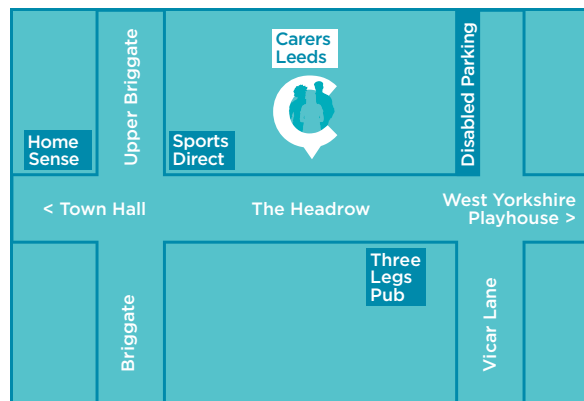 Carers
Leeds
Upper Briggate
Disabled Parking
Home
Sense
Sports
Direct
< Town Hall
The Headrow
West Yorkshire
Playhouse >
Three
Legs
Pub
Briggate
Vicar Lane